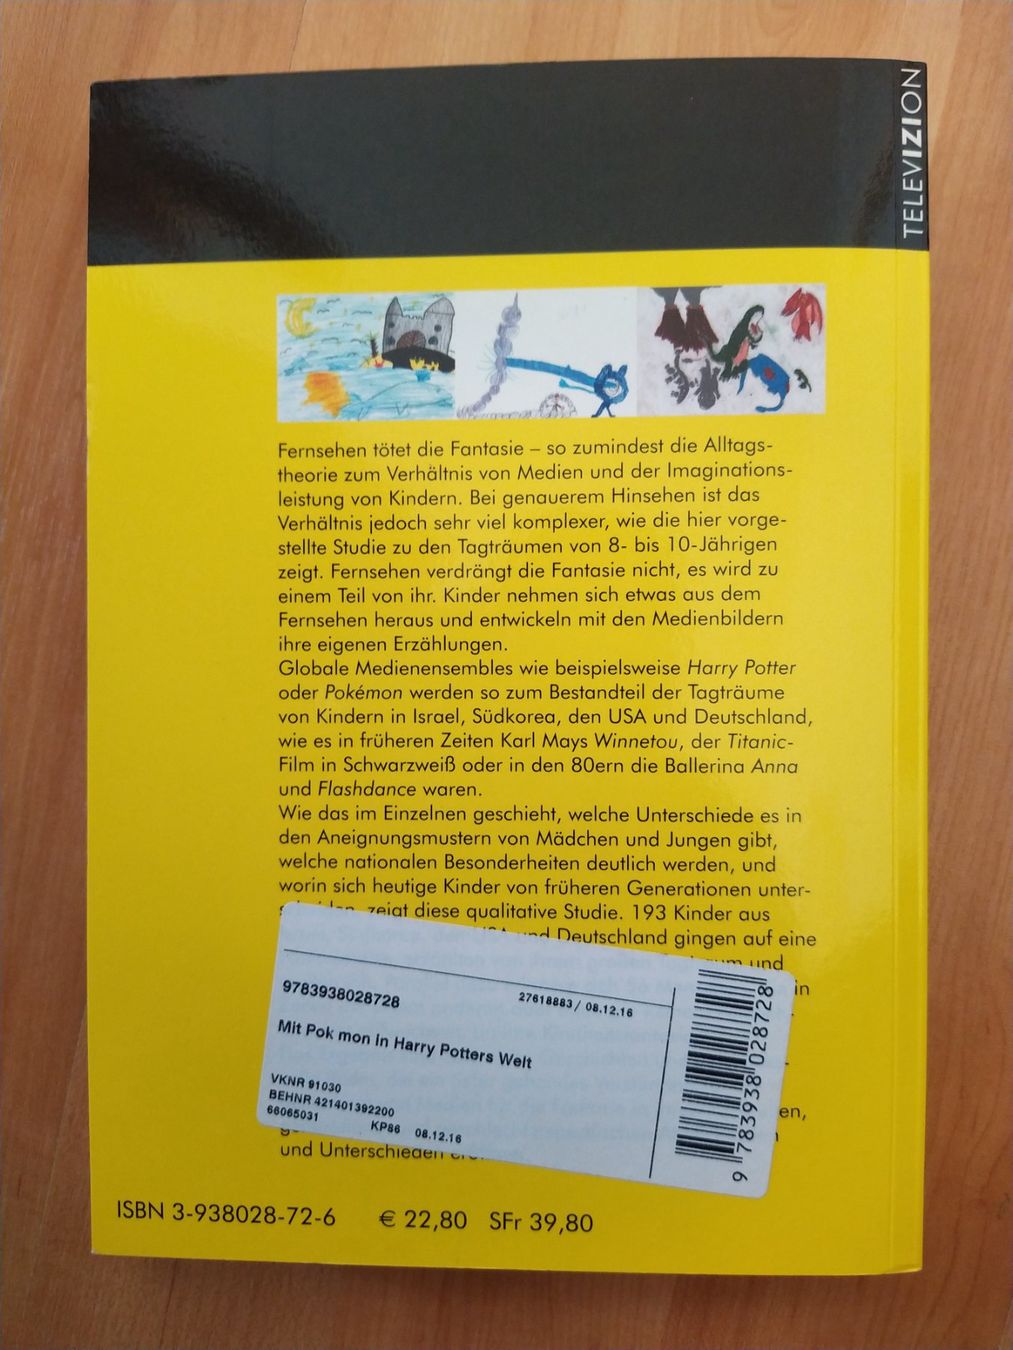 TELEVIZION
Fernsehen tötet die Fantasie – so zumindest die Alltags-
theorie zum Verhältnis von Medien und der Imaginations-
leistung von Kindern. Bei genauerem Hinsehen ist das
Verhältnis jedoch sehr viel komplexer, wie die hier vorge-
stellte Studie zu den Tagträumen von 8- bis 10-Jährigen
zeigt. Fernsehen verdrängt die Fantasie nicht, es wird zu
einem Teil von ihr. Kinder nehmen sich etwas aus dem
Fernsehen heraus und entwickeln mit den Medienbildern
ihre eigenen Erzählungen.
Globale Medienensembles wie beispielsweise Harry Potter
oder Pokémon werden so zum Bestandteil der Tagträume
von Kindern in Israel, Südkorea, den USA und Deutschland,
wie es in früheren Zeiten Karl Mays Winnetou, der Titanic-
Film in Schwarzweiß oder in den 80ern die Ballerina Anna
und Flashdance waren.
Wie das im Einzelnen geschieht, welche Unterschiede es in
den Aneignungsmustern von Mädchen und Jungen gibt,
welche nationalen Besonderheiten deutlich werden, und
worin sich heutige Kinder von früheren Generationen unter-
zeigt diese qualitative Studie. 193 Kinder aus
und Deutschland gingen auf eine
und
in
9783938028728
27618883 / 08.12.16
Mit Pok mon in Harry Potters Welt
VKNR 91030
BEHNR 421401392200
66065031 KP86 08.12.16
9 783938 028728
und Unterschieden
ISBN 3-938028-72-6 € 22,80 SFr 39,80